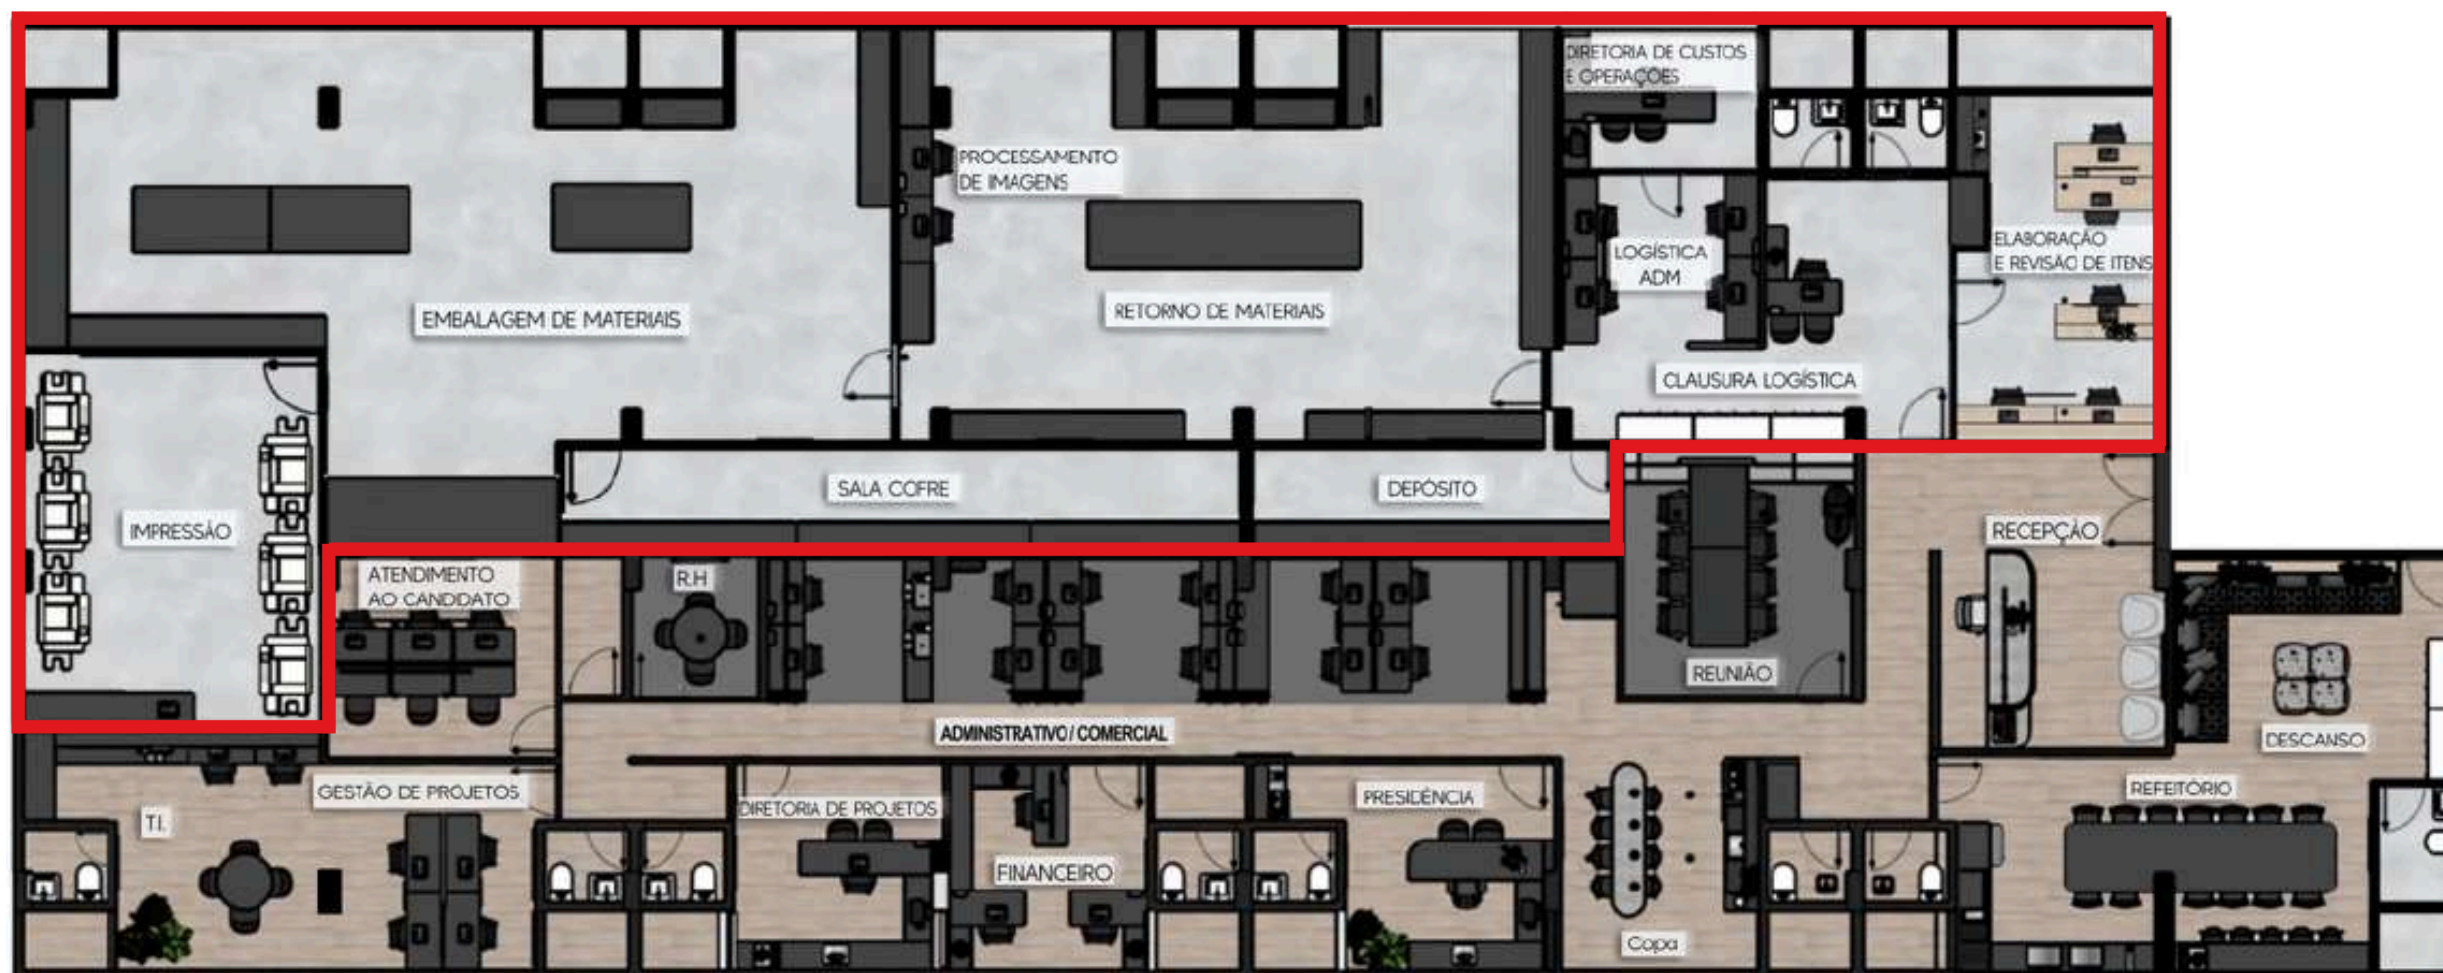 DIRETORIA DE CUSTOS
E OPERAÇÕES
PROCESSAMENTO
DE IMAGENS
ELABORAÇÃO
E REVISÃO DE ITENS
LOGÍSTICA
ADM
EMBALAGEM DE MATERIAIS
RETORNO DE MATERIAIS
CLAUSURA LOGÍSTICA
SALA COFRE
DEPÓSITO
IMPRESSÃO
RECEPÇÃO
ATENDIMENTO
AO CANDIDATO
R.H
REUNIÃO
ADMINISTRATIVO / COMERCIAL
DESCANSO
GESTÃO DE PROJETOS
DIRETORIA DE PROJETOS
PRESIDÊNCIA
REFEITÓRIO
T.I.
FINANCEIRO
Copa